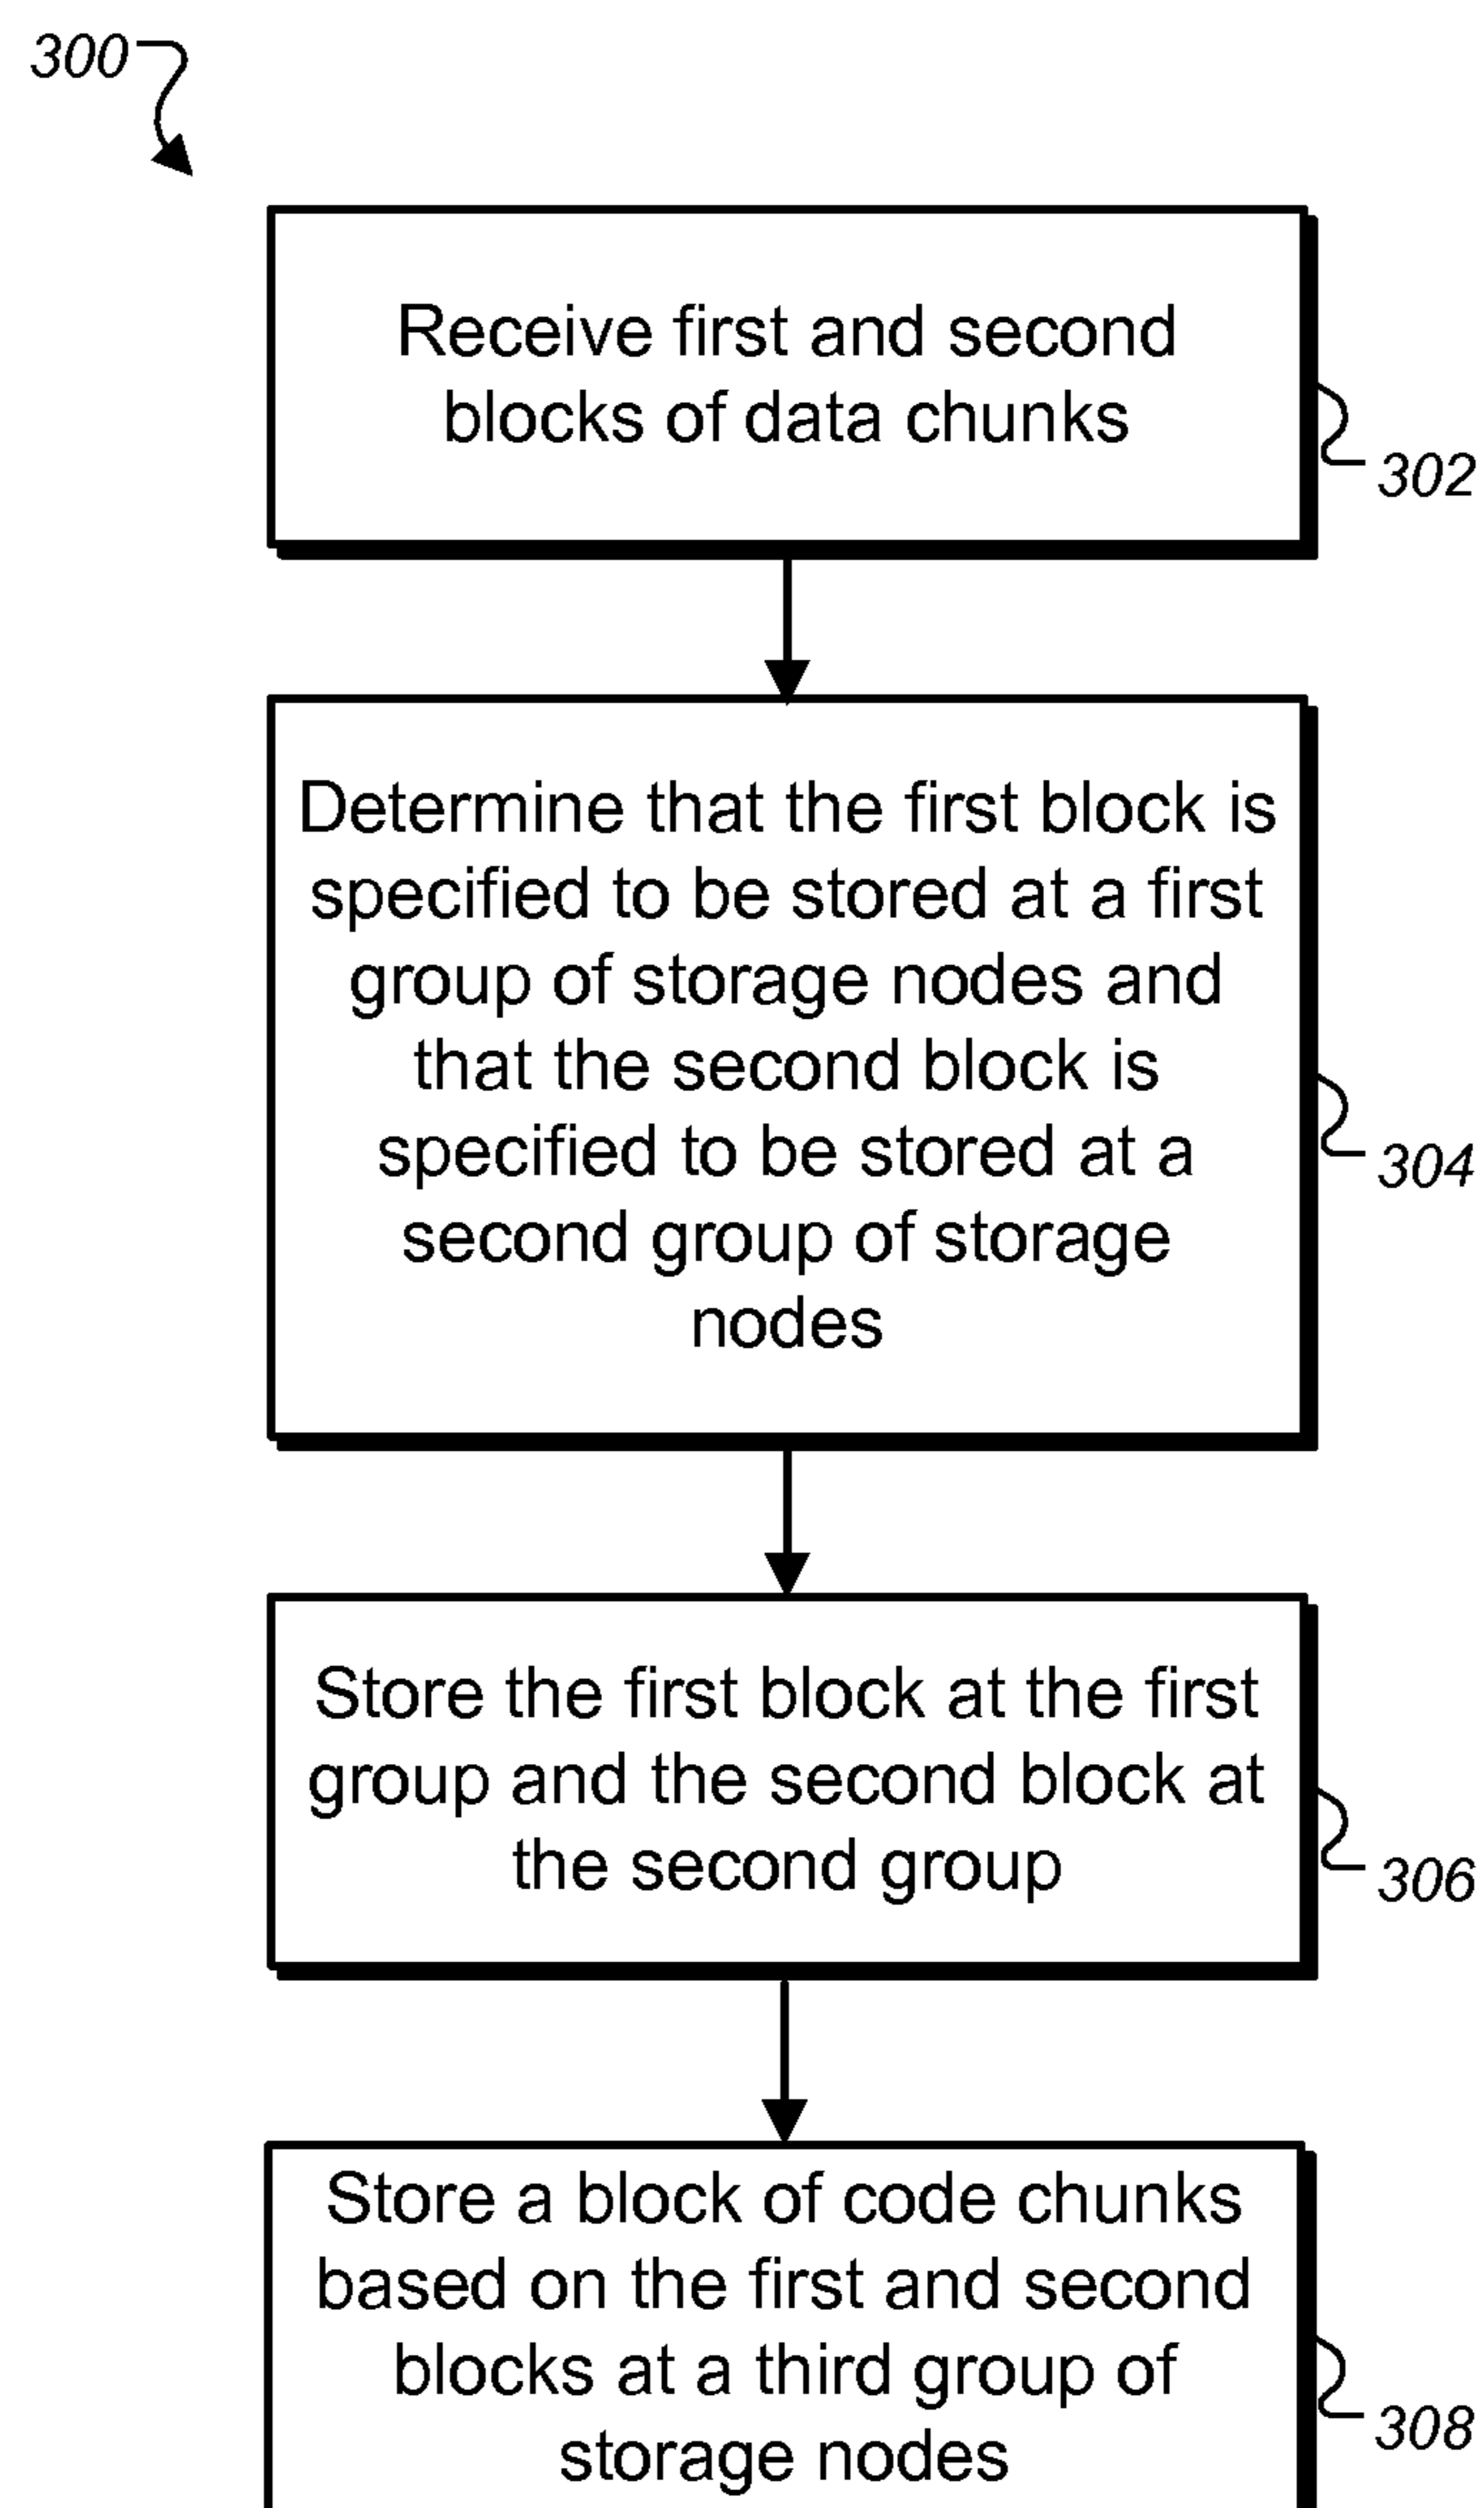 300
Receive first and second
blocks of data chunks
302
Determine that the first block is
specified to be stored at a first
group of storage nodes and
that the second block is
specified to be stored at a
second group of storage
nodes
304
Store the first block at the first
group and the second block at
the second group
306
Store a block of code chunks
based on the first and second
blocks at a third group of
storage nodes
308